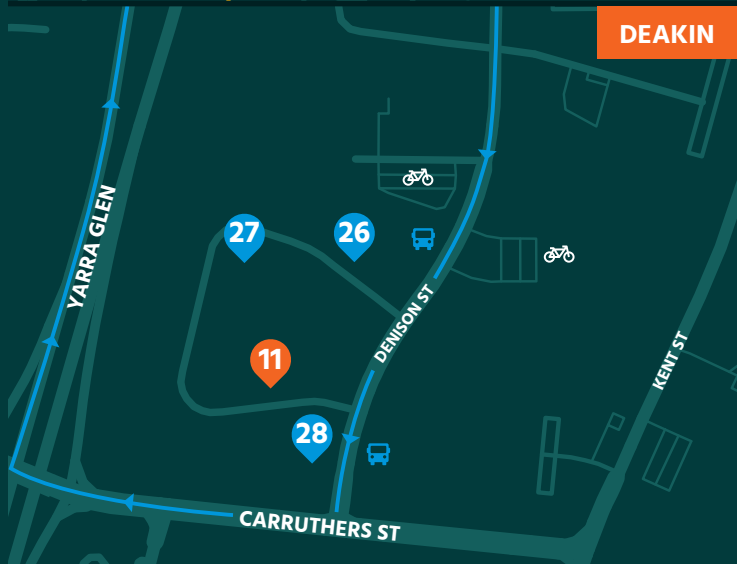 DEAKIN
YARRA GLEN
27
26
DENISON ST
KENT ST
11
28
CARRUTHERS ST